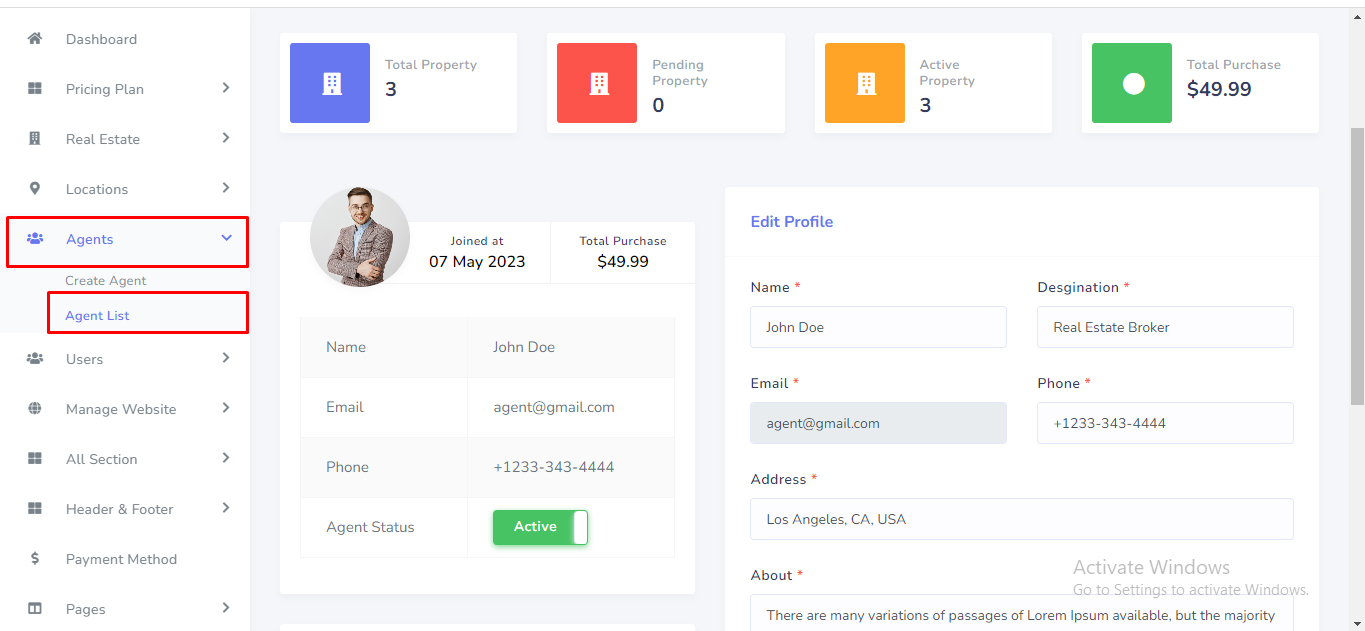 Dashboard
Pricing Plan
Real Estate
Locations
Agents
Create Agent
Agent List
Users
Manage Website
All Section
Header & Footer
Payment Method
Pages
Total Property
3
Pending
Property
0
Active
Property
3
Total Purchase
$49.99
Joined at
07 May 2023
Total Purchase
$49.99
Name John Doe
Email agent@gmail.com
Phone +1233-343-4444
Agent Status Active
Edit Profile
Name * Desgination *
John Doe Real Estate Broker
Email * Phone *
agent@gmail.com +1233-343-4444
Address *
Los Angeles, CA, USA
About *
There are many variations of passages of Lorem Ipsum available, but the majority
Activate Windows
Go to Settings to activate Windows.